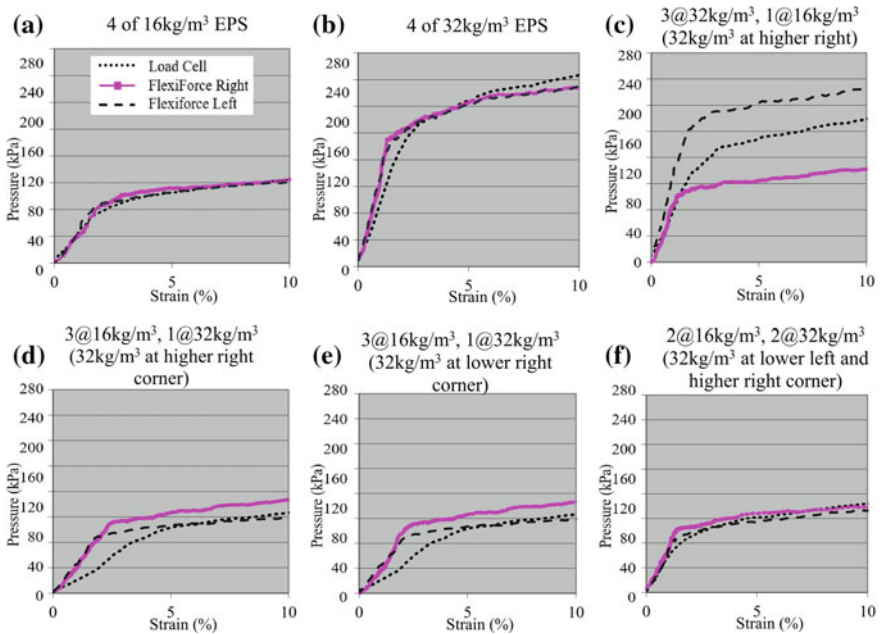 (a)
4 of 16kg/m³ EPS
280
240
200
160
120
80
40
0
Pressure (kPa)
Load Cell
FlexiForce Right
Flexiforce Left
0
5
10
Strain (%)
(b)
4 of 32kg/m³ EPS
280
240
200
160
120
80
40
0
Pressure (kPa)
0
5
10
Strain (%)
(c)
3@32kg/m³, 1@16kg/m³
(32kg/m³ at higher right)
280
240
200
160
120
80
40
0
Pressure (kPa)
0
5
10
Strain (%)
(d)
3@16kg/m³, 1@32kg/m³
(32kg/m³ at higher right
corner)
280
240
200
160
120
80
40
0
Pressure (kPa)
0
5
10
Strain (%)
(e)
3@16kg/m³, 1@32kg/m³
(32kg/m³ at lower right
corner)
280
240
200
160
120
80
40
0
Pressure (kPa)
0
5
10
Strain (%)
(f)
2@16kg/m³, 2@32kg/m³
(32kg/m³ at lower left and
higher right corner)
280
240
200
160
120
80
40
0
Pressure (kPa)
0
5
10
Strain (%)